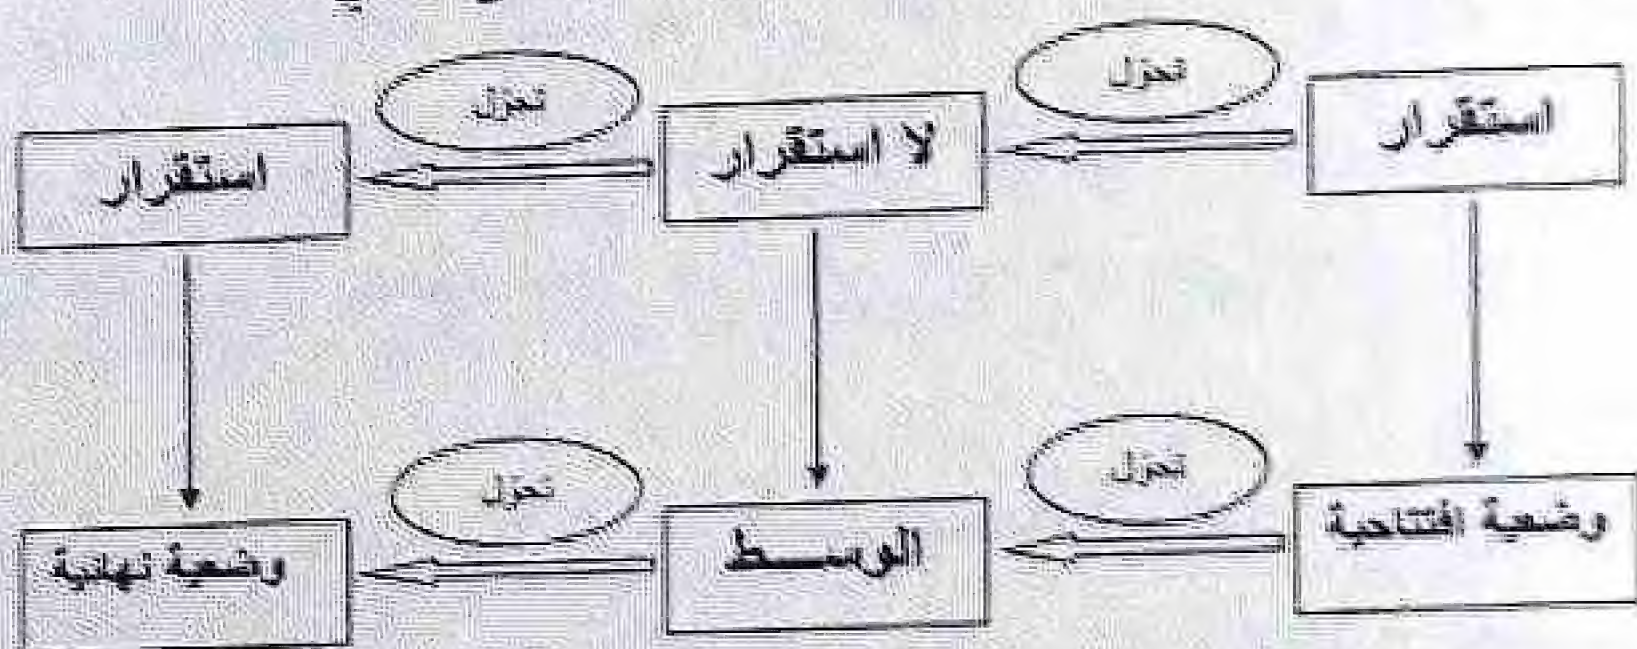 استقرار
تحول
لا استقرار
تحول
استقرار
وضعية افتتاحية
تحول
الوسط
تحول
وضعية نهائية